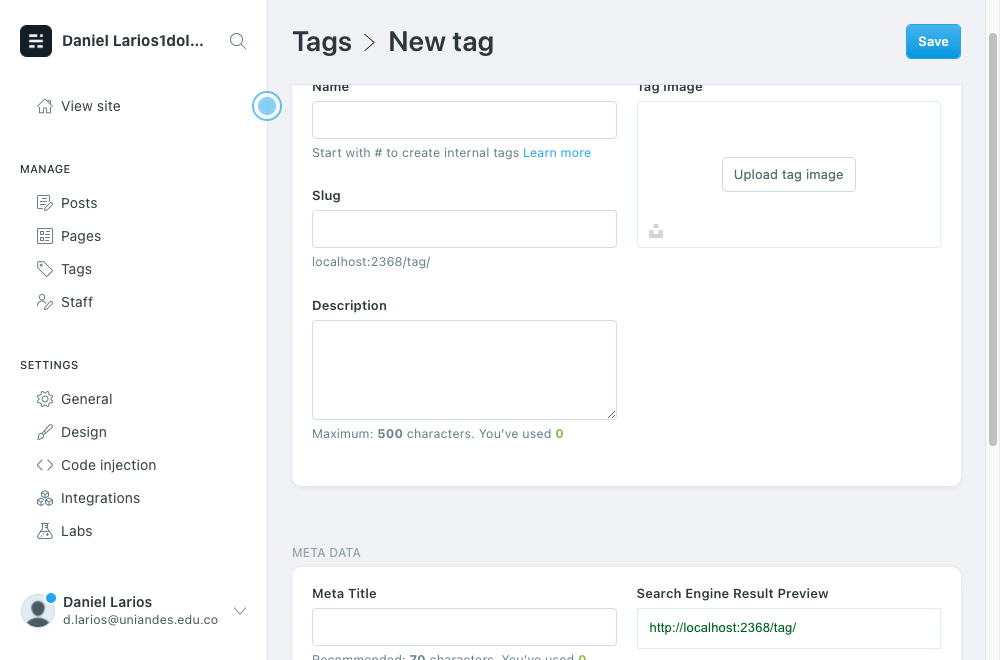 Daniel Larios1dol...
Tags > New tag
Save
View site
MANAGE
Posts
Pages
Tags
Staff
SETTINGS
General
Design
Code injection
Integrations
Labs
Daniel Larios
d.larios@uniandes.edu.co
Name
Start with # to create internal tags Learn more
Slug
localhost:2368/tag/
Description
Maximum: 500 characters. You’ve used 0
Tag image
Upload tag image
META DATA
Meta Title
Recommended: 70 characters. You’ve used 0
Search Engine Result Preview
http://localhost:2368/tag/